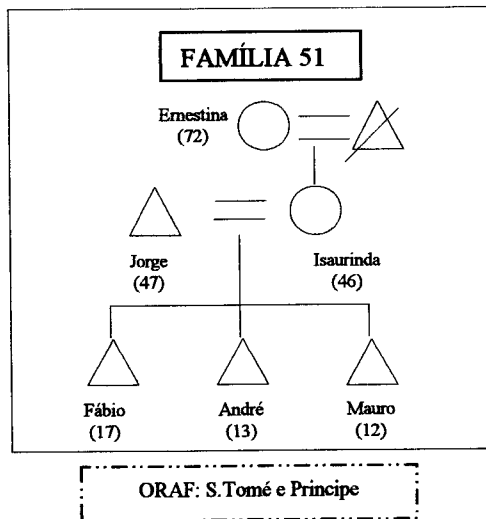 FAMÍLIA 51
Ernestina
(72)
Jorge
(47)
Isaurinda
(46)
Fábio
(17)
André
(13)
Mauro
(12)
ORAF: S.Tomé e Principe